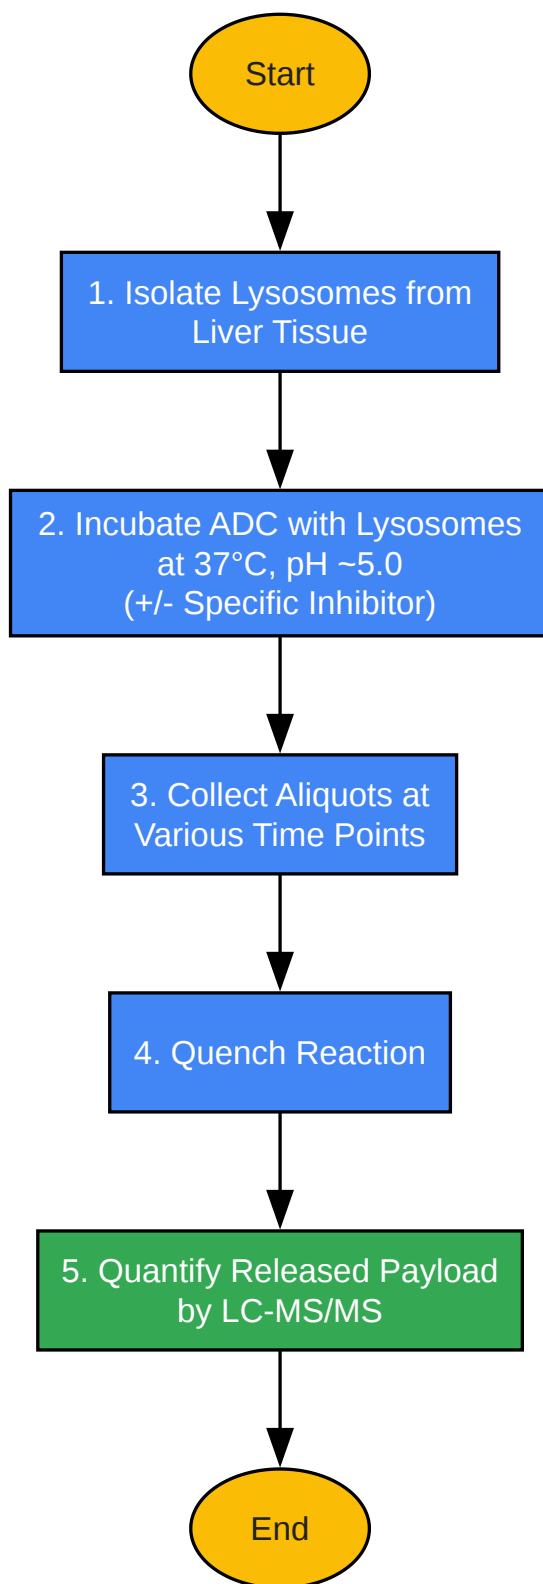 Start
1. Isolate Lysosomes from
Liver Tissue
2. Incubate ADC with Lysosomes
at 37°C, pH ~5.0
(+/- Specific Inhibitor)
3. Collect Aliquots at
Various Time Points
4. Quench Reaction
5. Quantify Released Payload
by LC-MS/MS
End